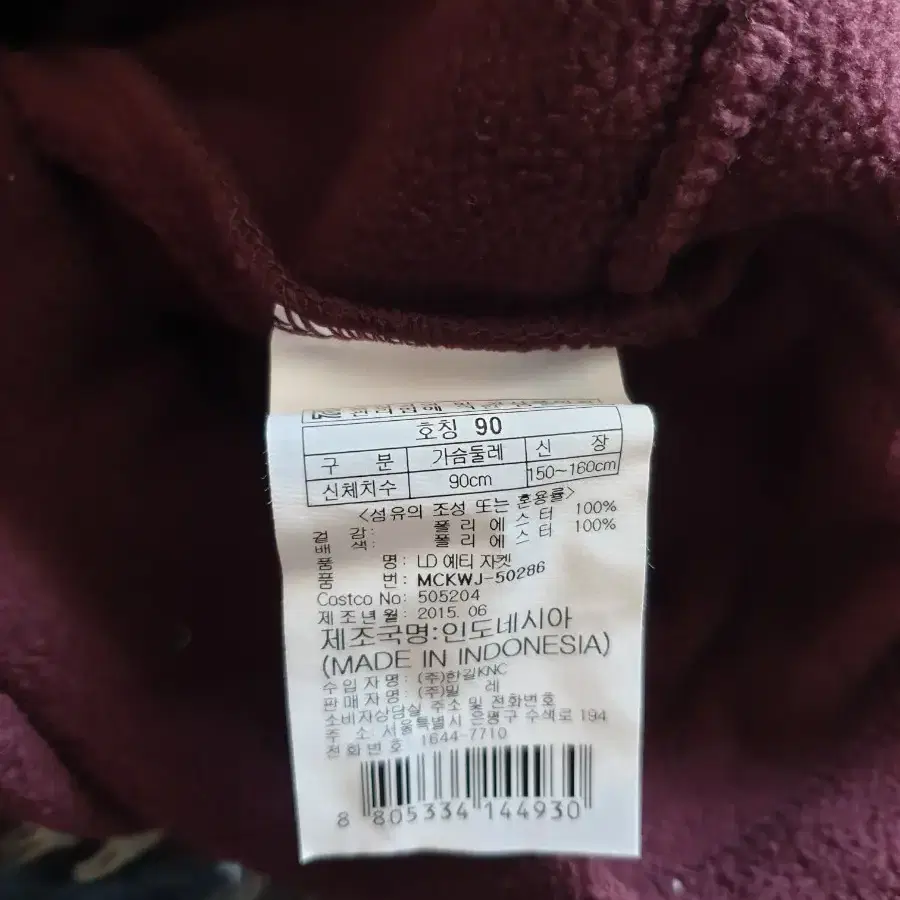 호칭 90
구 분 가슴둘레 신 장
신체치수 90cm 150~160cm
<섬유의 조성 또는 혼용률>
겉 감: 폴 리 에 스 터 100%
배 색: 폴 리 에 스 터 100%
품 명: LD 예티 자켓
품 번: MCKWJ-50286
Costco No: 505204
제 조 년 월: 2015. 06
제조국명:인도네시아
(MADE IN INDONESIA)
수 입 자 명 : (주)한길KNC
판 매 자 명 : (주)밀 레
소비자상담실 주소 및 전화번호
주 소: 서울특별시 은평구 수색로 194
전 화 번 호 1644-7710
8 805334 144930